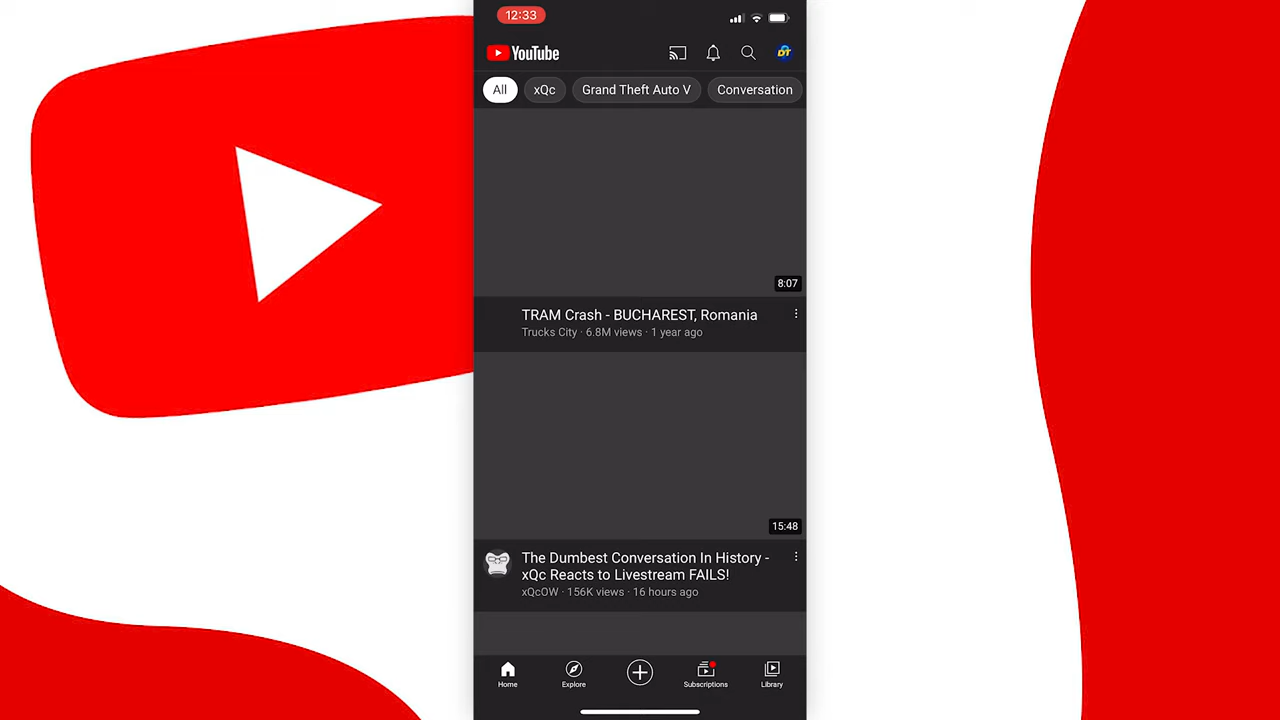 12:33
YouTube
DT
All
xQc
Grand Theft Auto V
Conversation
8:07
TRAM Crash - BUCHAREST, Romania
Trucks City · 6.8M views · 1 year ago
15:48
The Dumbest Conversation In History -
xQc Reacts to Livestream FAILS!
xQcOW · 156K views · 16 hours ago
Home
Explore
Subscriptions
Library